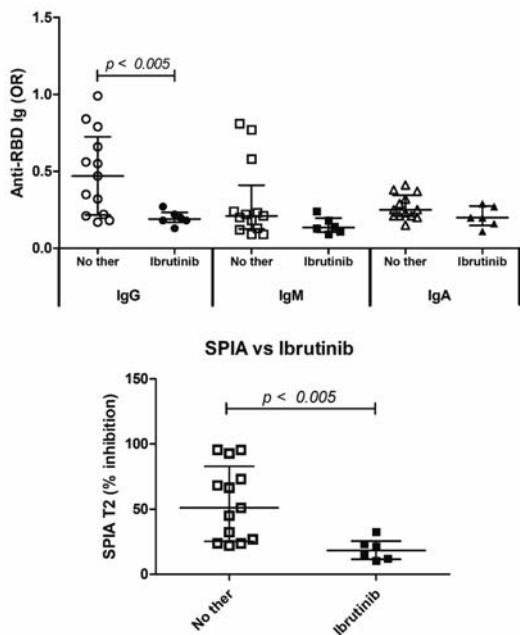 1.5
1.0
0.5
0.0
Anti-RBD Ig (OR)
p < 0.005
No ther Ibrutinib No ther Ibrutinib No ther Ibrutinib
IgG IgM IgA
SPIA vs Ibrutinib
150
100
50
0
SPIA T2 (% inhibition)
p < 0.005
No ther Ibrutinib